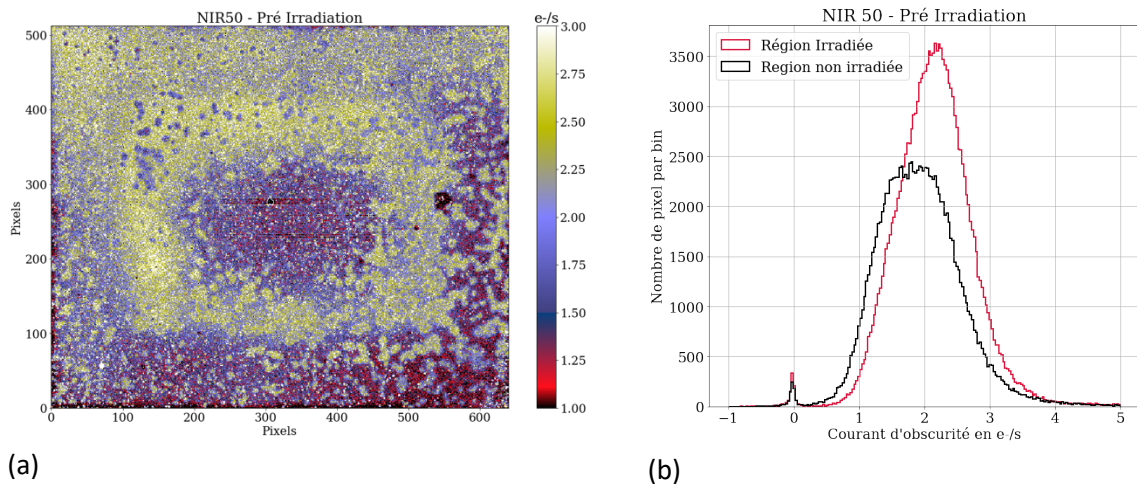 NIR50 - Pré Irradiation
e-/s
500
400
300
200
100
0
Pixels
0 100 200 300 400 500 600
Pixels
3.00
2.75
2.50
2.25
2.00
1.75
1.50
1.25
1.00
(a)
NIR 50 - Pré Irradiation
Région Irradiée
Region non irradiée
3500
3000
2500
2000
1500
1000
500
0
Nombre de pixel par bin
−1 0 1 2 3 4 5
Courant d'obscurité en e-/s
(b)